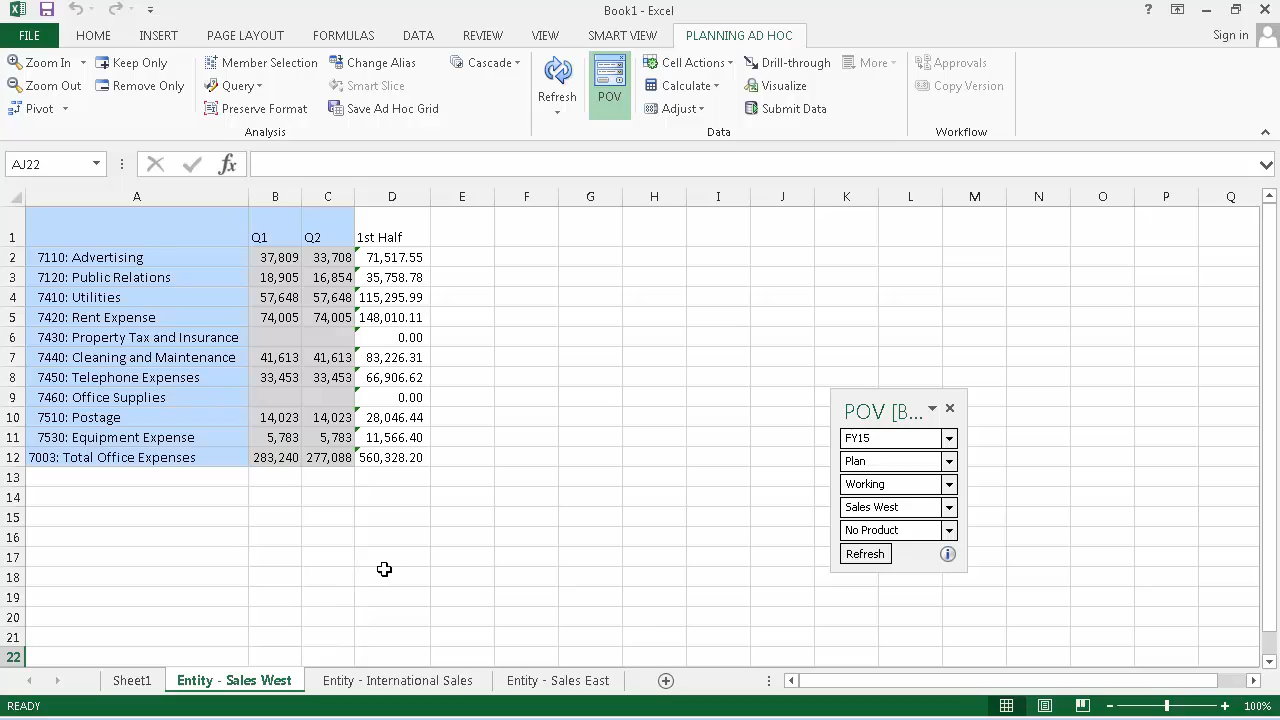 Book1 - Excel
FILE HOME INSERT PAGE LAYOUT FORMULAS DATA REVIEW VIEW SMART VIEW PLANNING AD HOC Sign in
Zoom In Keep Only Member Selection Change Alias Cascade Cell Actions Drill-through More Approvals
Zoom Out Remove Only Query Smart Slice Calculate Visualize Copy Version
Refresh POV
Pivot Preserve Format Save Ad Hoc Grid Adjust Submit Data
Analysis Data Workflow
AJ22 fx
A B C D E F G H I J K L M N O P Q
1 Q1 Q2 1st Half
2 7110: Advertising 37,809 33,708 71,517.55
3 7120: Public Relations 18,905 16,854 35,758.78
4 7410: Utilities 57,648 57,648 115,295.99
5 7420: Rent Expense 74,005 74,005 148,010.11
6 7430: Property Tax and Insurance 0.00
7 7440: Cleaning and Maintenance 41,613 41,613 83,226.31
8 7450: Telephone Expenses 33,453 33,453 66,906.62
9 7460: Office Supplies 0.00
10 7510: Postage 14,023 14,023 28,046.44
11 7530: Equipment Expense 5,783 5,783 11,566.40
12 7003: Total Office Expenses 283,240 277,088 560,328.20
13
14
15
16
17
18
19
20
21
22
POV [B...
FY15
Plan
Working
Sales West
No Product
Refresh
Sheet1 Entity - Sales West Entity - International Sales Entity - Sales East
READY 100%